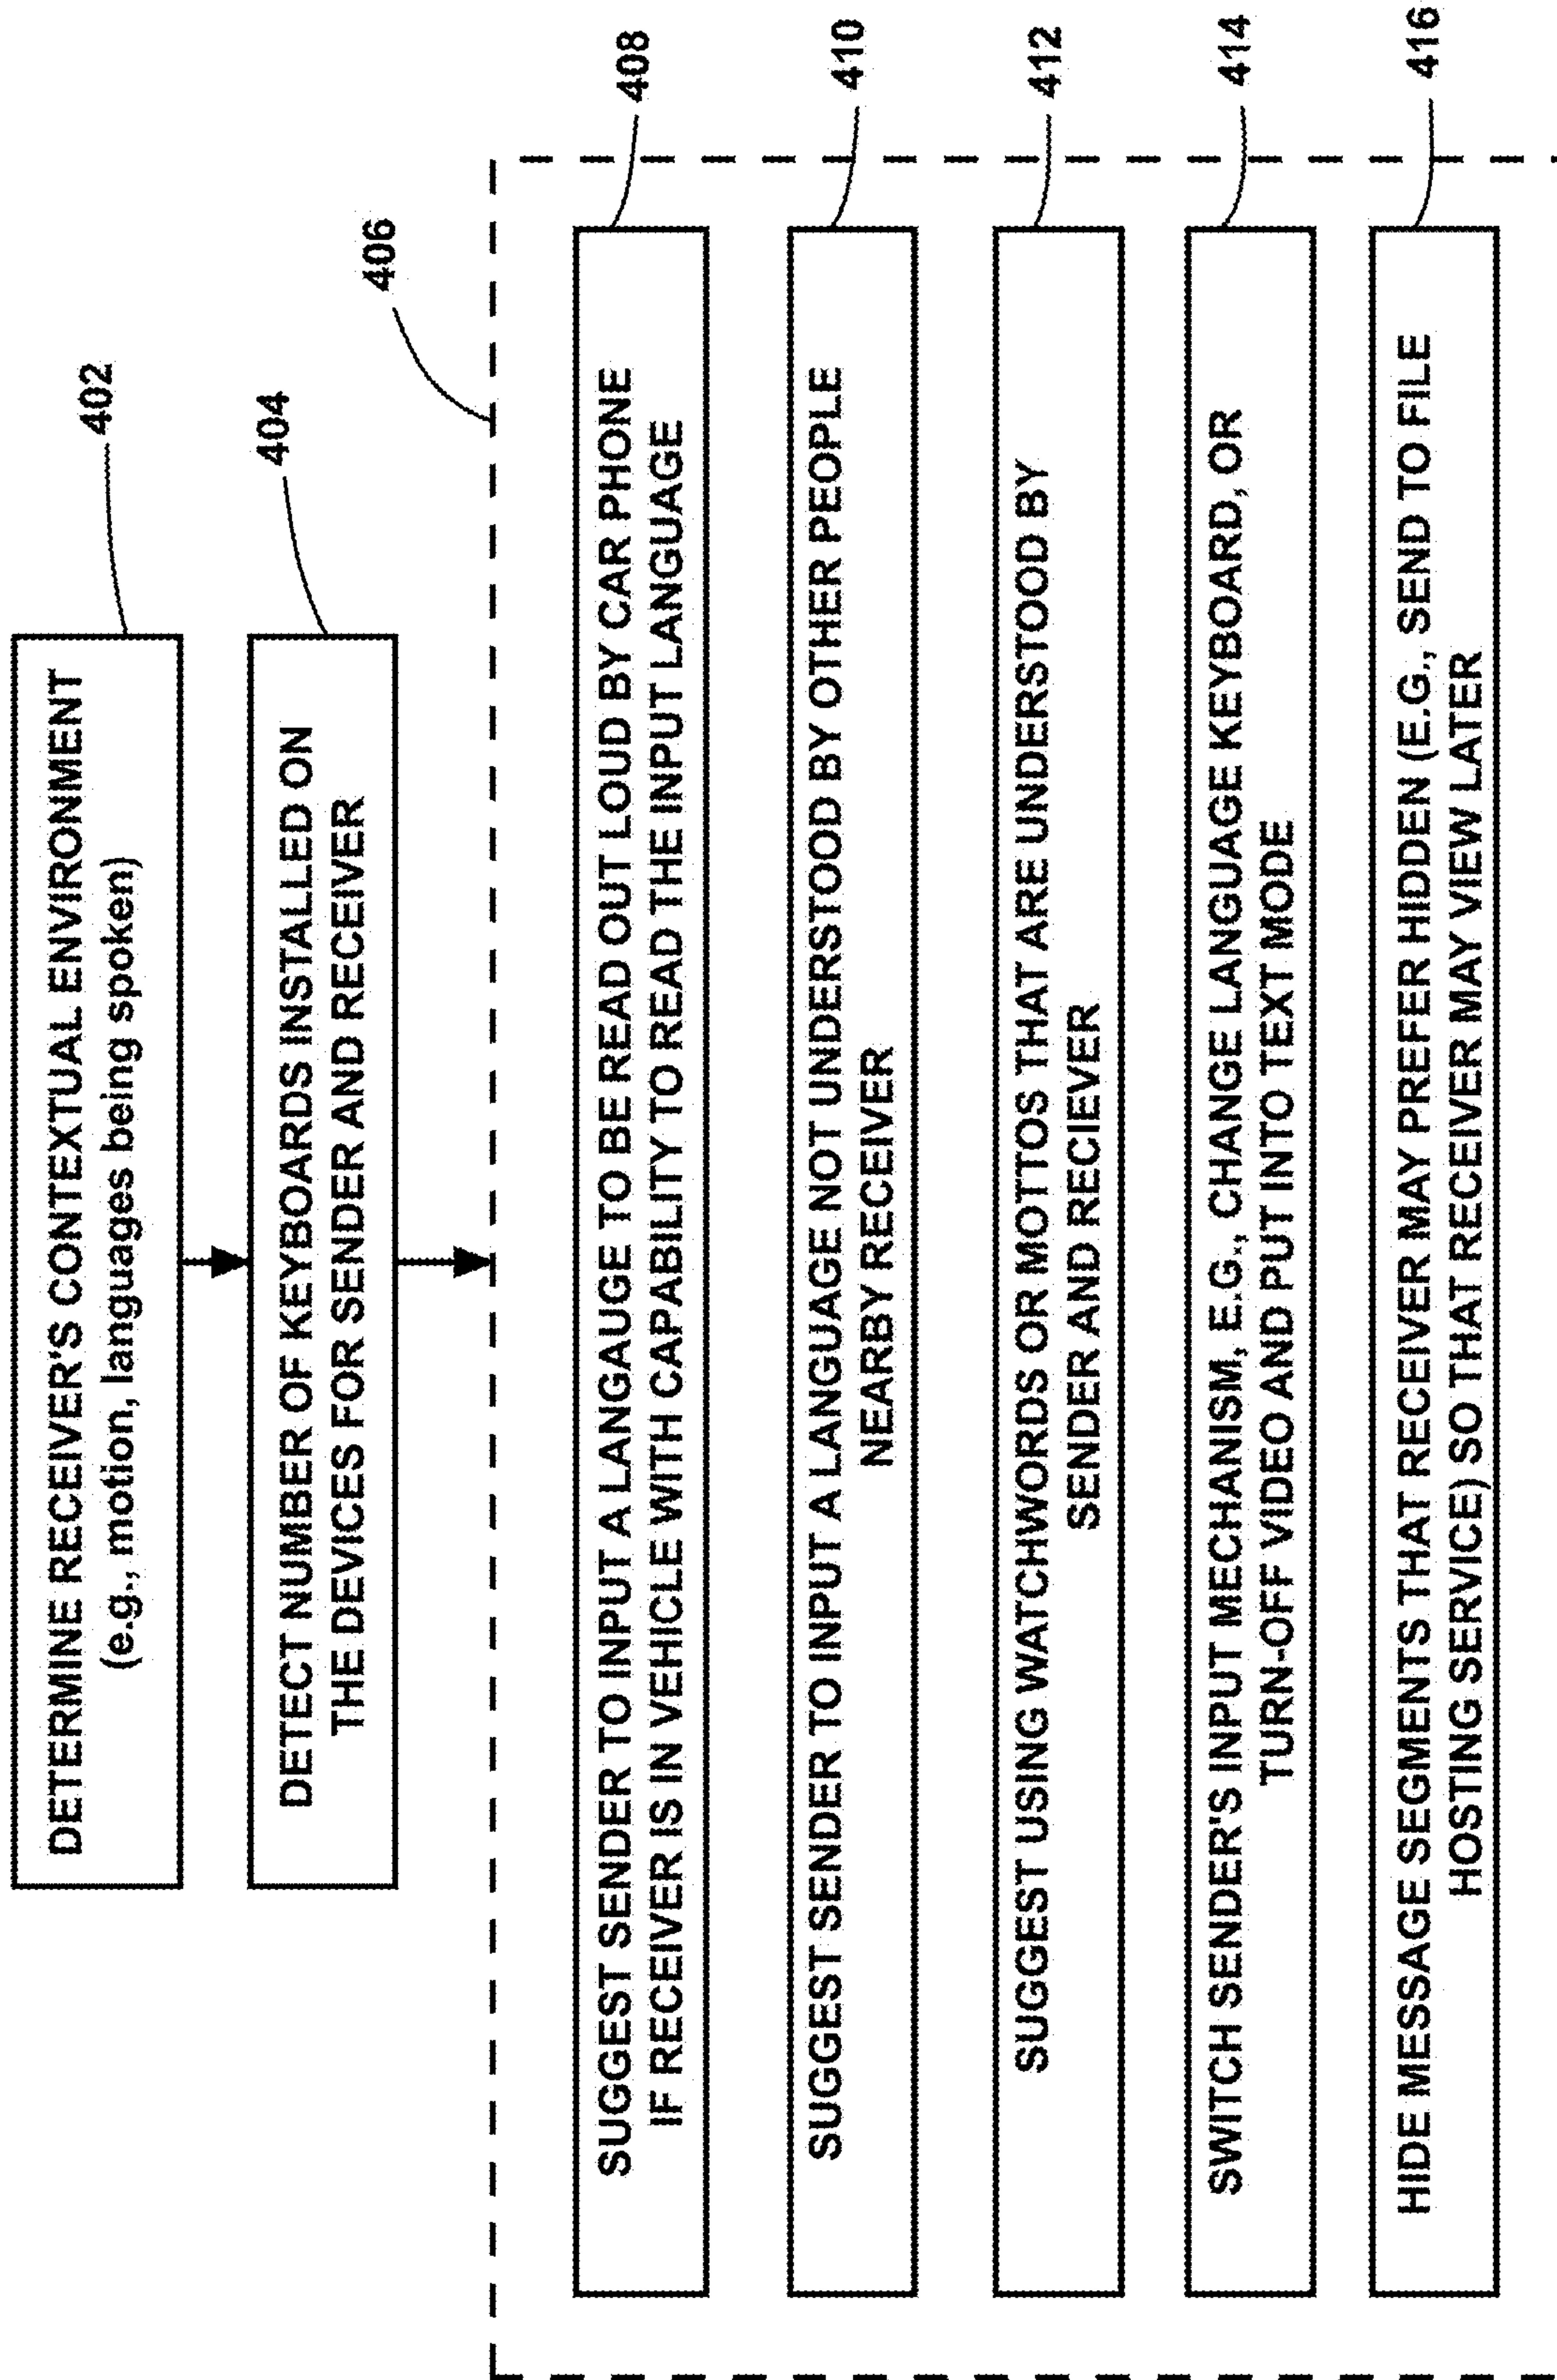 DETERMINE RECEIVER'S CONTEXTUAL ENVIRONMENT
(e.g., motion, languages being spoken)
402
DETECT NUMBER OF KEYBOARDS INSTALLED ON
THE DEVICES FOR SENDER AND RECEIVER
404
406
SUGGEST SENDER TO INPUT A LANGAUGE TO BE READ OUT LOUD BY CAR PHONE
IF RECEIVER IS IN VEHICLE WITH CAPABILITY TO READ THE INPUT LANGUAGE
408
SUGGEST SENDER TO INPUT A LANGUAGE NOT UNDERSTOOD BY OTHER PEOPLE
NEARBY RECEIVER
410
SUGGEST USING WATCHWORDS OR MOTTOS THAT ARE UNDERSTOOD BY
SENDER AND RECIEVER
412
SWITCH SENDER'S INPUT MECHANISM, E.G., CHANGE LANGUAGE KEYBOARD, OR
TURN-OFF VIDEO AND PUT INTO TEXT MODE
414
HIDE MESSAGE SEGMENTS THAT RECEIVER MAY PREFER HIDDEN (E.G., SEND TO FILE
HOSTING SERVICE) SO THAT RECEIVER MAY VIEW LATER
416